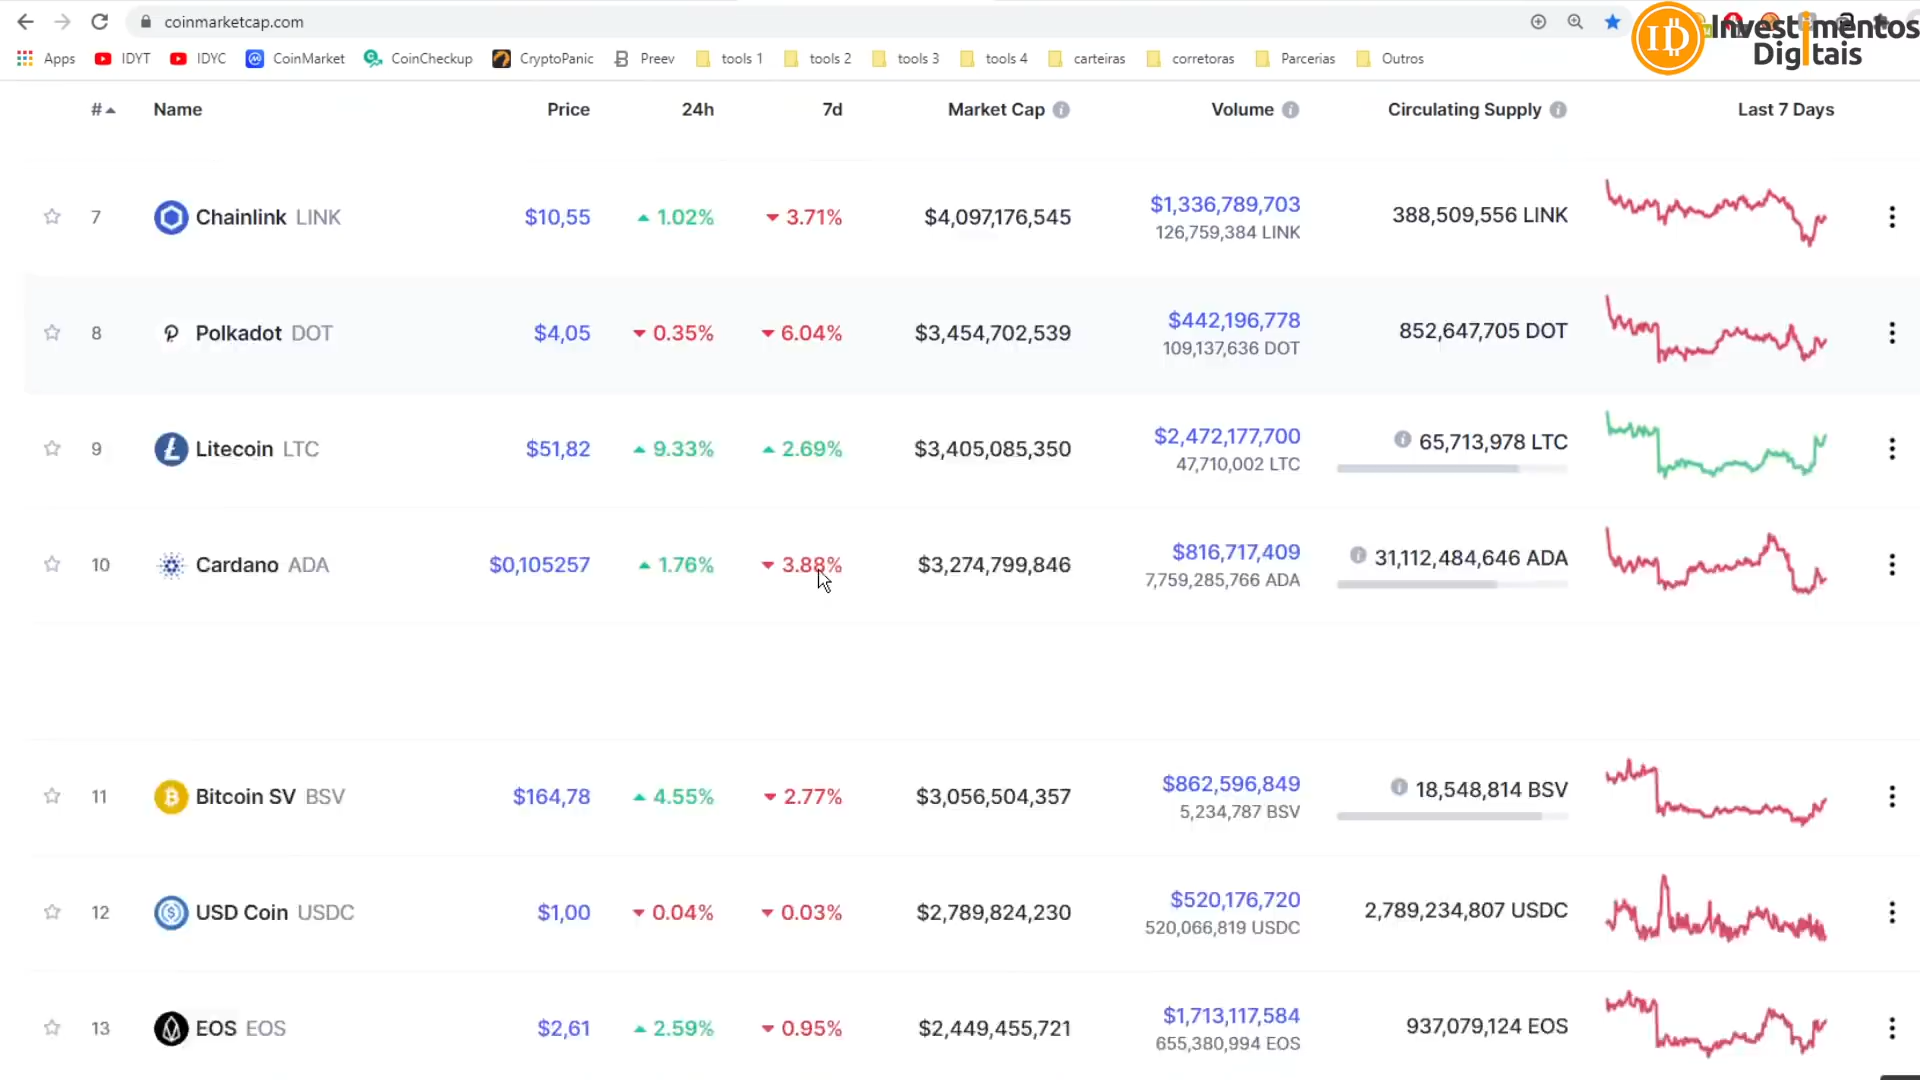 coinmarketcap.com
Investimentos
Digitais
ID
Apps IDYT IDYC CoinMarket CoinCheckup CryptoPanic Preev tools 1 tools 2 tools 3 tools 4 carteiras corretoras Parcerias Outros
# Name Price 24h 7d Market Cap Volume Circulating Supply Last 7 Days
7 Chainlink LINK $10,55 1.02% 3.71% $4,097,176,545 $1,336,789,703 388,509,556 LINK
126,759,384 LINK
8 Polkadot DOT $4,05 0.35% 6.04% $3,454,702,539 $442,196,778 852,647,705 DOT
109,137,636 DOT
9 Litecoin LTC $51,82 9.33% 2.69% $3,405,085,350 $2,472,177,700 65,713,978 LTC
47,710,002 LTC
10 Cardano ADA $0,105257 1.76% 3.88% $3,274,799,846 $816,717,409 31,112,484,646 ADA
7,759,285,766 ADA
11 Bitcoin SV BSV $164,78 4.55% 2.77% $3,056,504,357 $862,596,849 18,548,814 BSV
5,234,787 BSV
12 USD Coin USDC $1,00 0.04% 0.03% $2,789,824,230 $520,176,720 2,789,234,807 USDC
520,066,819 USDC
13 EOS EOS $2,61 2.59% 0.95% $2,449,455,721 $1,713,117,584 937,079,124 EOS
655,380,994 EOS